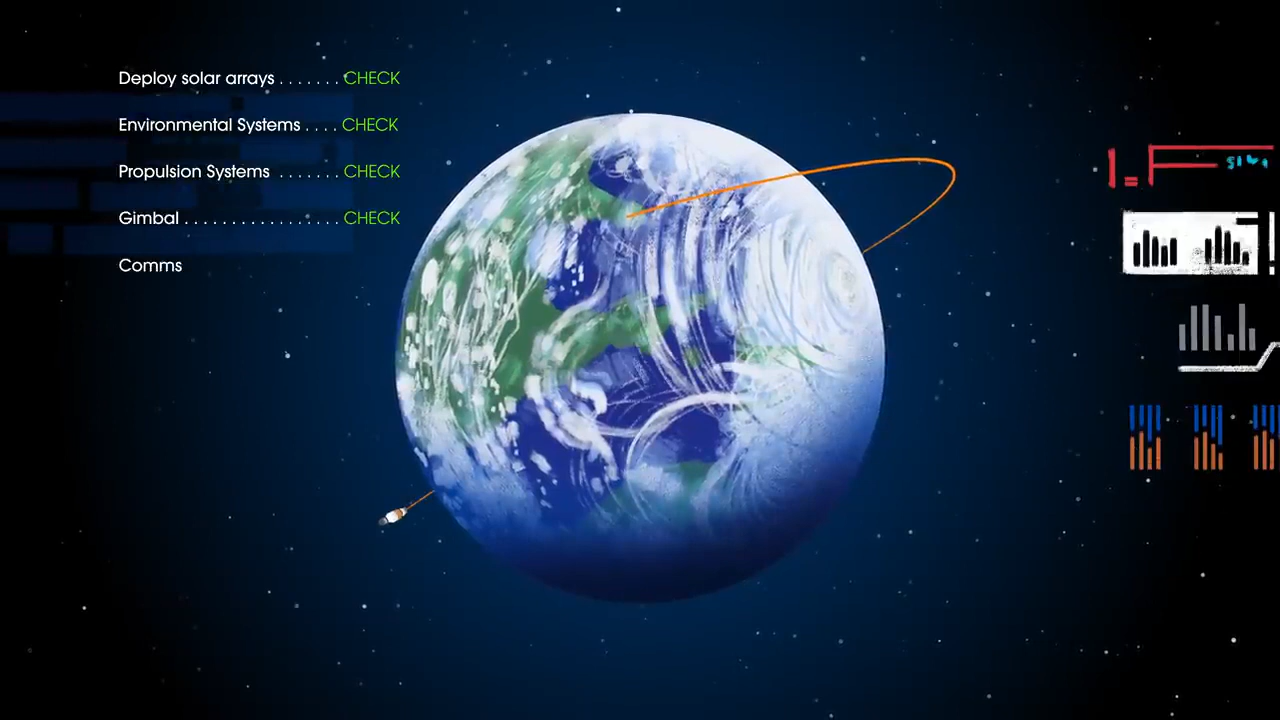 Deploy solar arrays . . . . . . . CHECK
Environmental Systems . . . . CHECK
Propulsion Systems . . . . . . . CHECK
Gimbal . . . . . . . . . . . . . . . . . CHECK
Comms